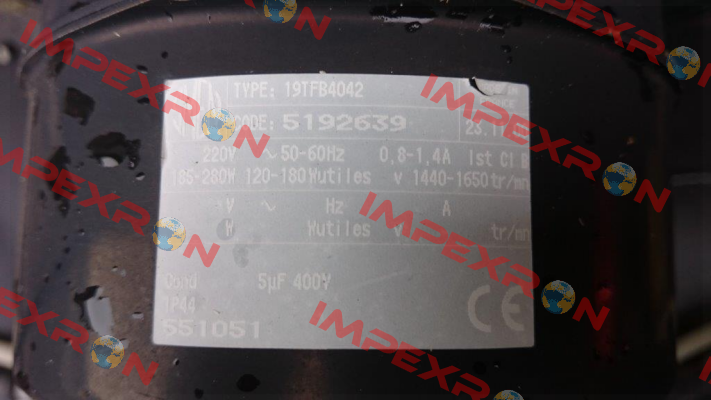 TYPE: 19TFB4042
CODE: 5192639
220V ~ 50-60Hz 0,8-1,4A Ist Cl B
-280W 120-180 Wutiles v 1440-1650 tr/mn
V ~ Hz A
W Wutiles v tr/mn
Cond 5µF 400V
IP44
551051
CE
IMPEXRON
IMPEXRON
IMPEXRON
IMPEXRON
IMPEXRON
IMPEXRON